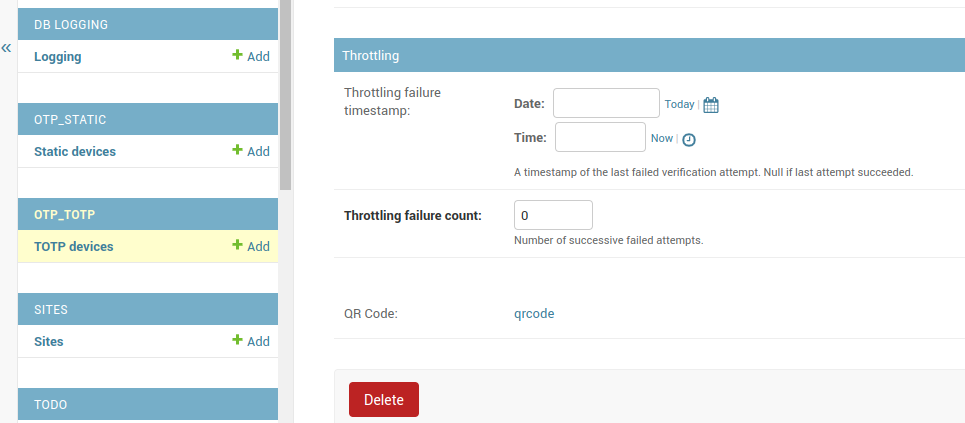 «
DB LOGGING
Logging + Add
OTP_STATIC
Static devices + Add
OTP_TOTP
TOTP devices + Add
SITES
Sites + Add
TODO
Throttling
Throttling failure
timestamp:
Date: Today |
Time: Now |
A timestamp of the last failed verification attempt. Null if last attempt succeeded.
Throttling failure count: 0
Number of successive failed attempts.
QR Code: qrcode
Delete